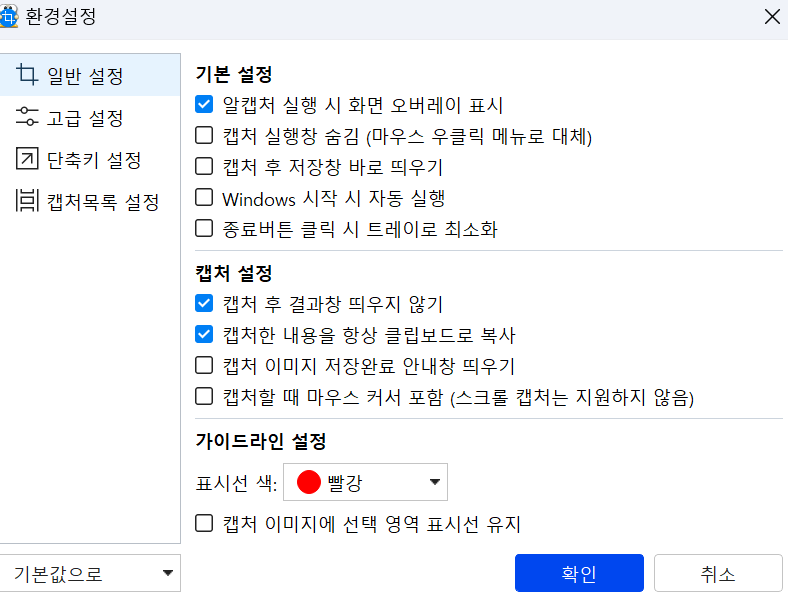 환경설정
일반 설정
고급 설정
단축키 설정
캡처목록 설정
기본 설정
알캡처 실행 시 화면 오버레이 표시
캡처 실행창 숨김 (마우스 우클릭 메뉴로 대체)
캡처 후 저장창 바로 띄우기
Windows 시작 시 자동 실행
종료버튼 클릭 시 트레이로 최소화
캡처 설정
캡처 후 결과창 띄우지 않기
캡처한 내용을 항상 클립보드로 복사
캡처 이미지 저장완료 안내창 띄우기
캡처할 때 마우스 커서 포함 (스크롤 캡처는 지원하지 않음)
가이드라인 설정
표시선 색: 빨강
캡처 이미지에 선택 영역 표시선 유지
기본값으로
확인
취소